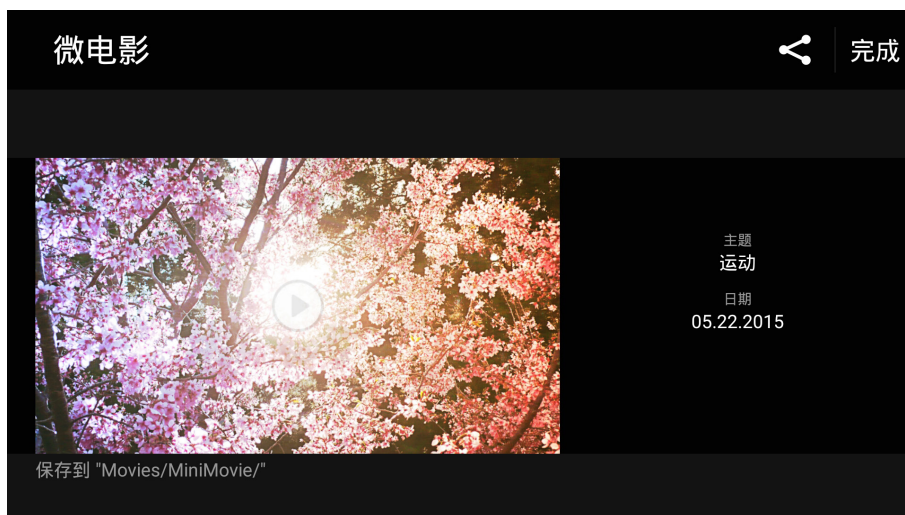 微电影
完成
主题
运动
日期
05.22.2015
保存到 "Movies/MiniMovie/"